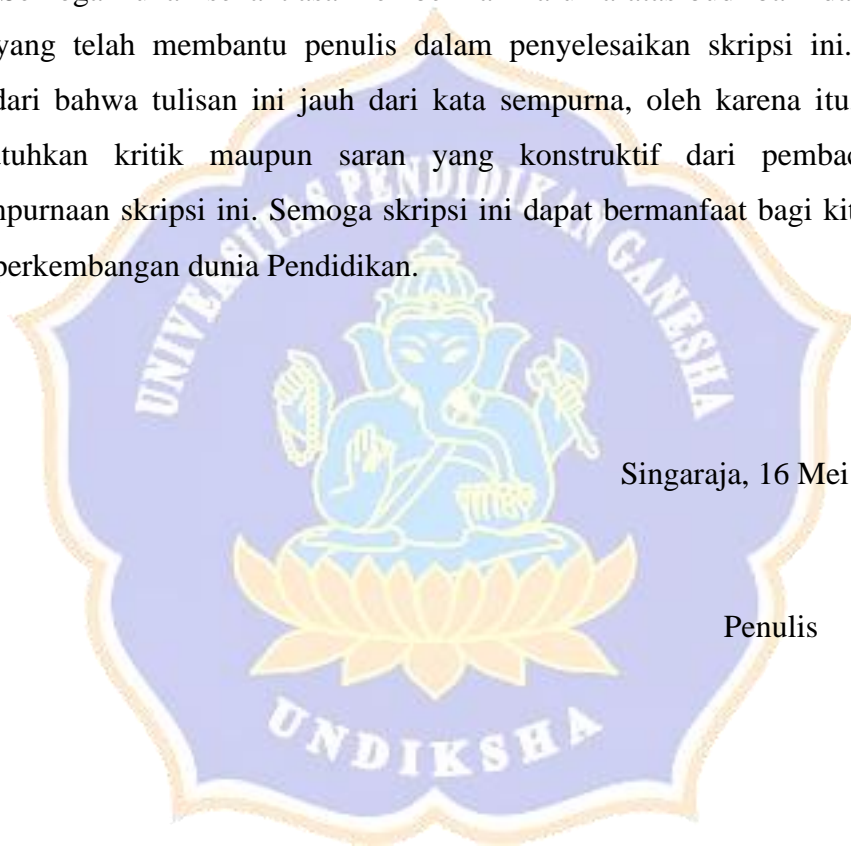 yang telah membantu penulis dalam penyelesaikan skripsi ini.
dari bahwa tulisan ini jauh dari kata sempurna, oleh karena itu
tuhkan kritik maupun saran yang konstruktif dari pembac
npurnaan skripsi ini. Semoga skripsi ini dapat bermanfaat bagi kit
perkembangan dunia Pendidikan.
UNIVERSITAS PENDIDIKAN GANESHA
Singaraja, 16 Mei
Penulis
UNDIKSHA